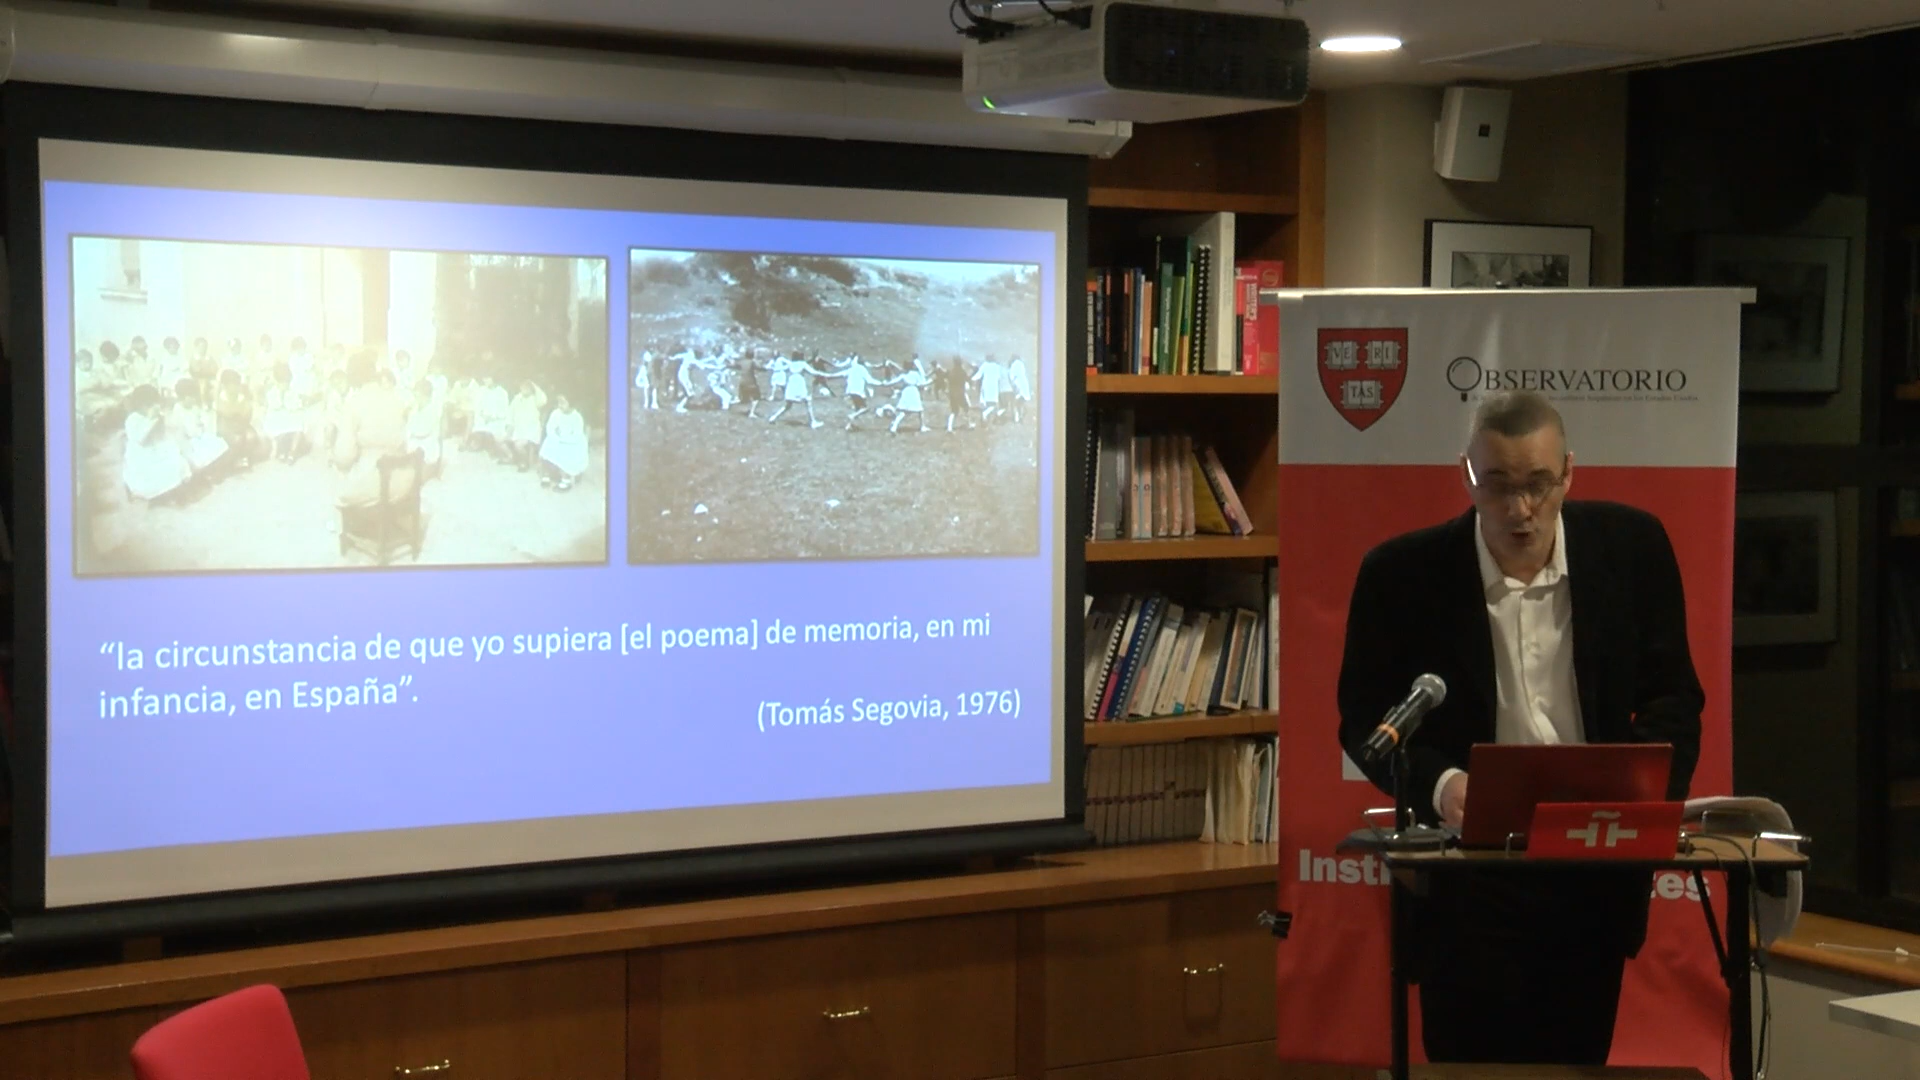 “la circunstancia de que yo supiera [el poema] de memoria, en mi
infancia, en España”.
(Tomás Segovia, 1976)
VE RI
TAS
OBSERVATORIO
Insti
tes